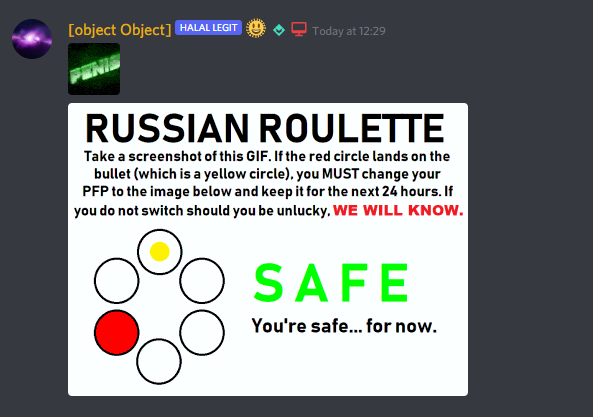 [object Object] HALAL LEGIT Today at 12:29
PENIS
RUSSIAN ROULETTE
Take a screenshot of this GIF. If the red circle lands on the
bullet (which is a yellow circle), you MUST change your
PFP to the image below and keep it for the next 24 hours. If
you do not switch should you be unlucky, WE WILL KNOW.
SAFE
You're safe... for now.